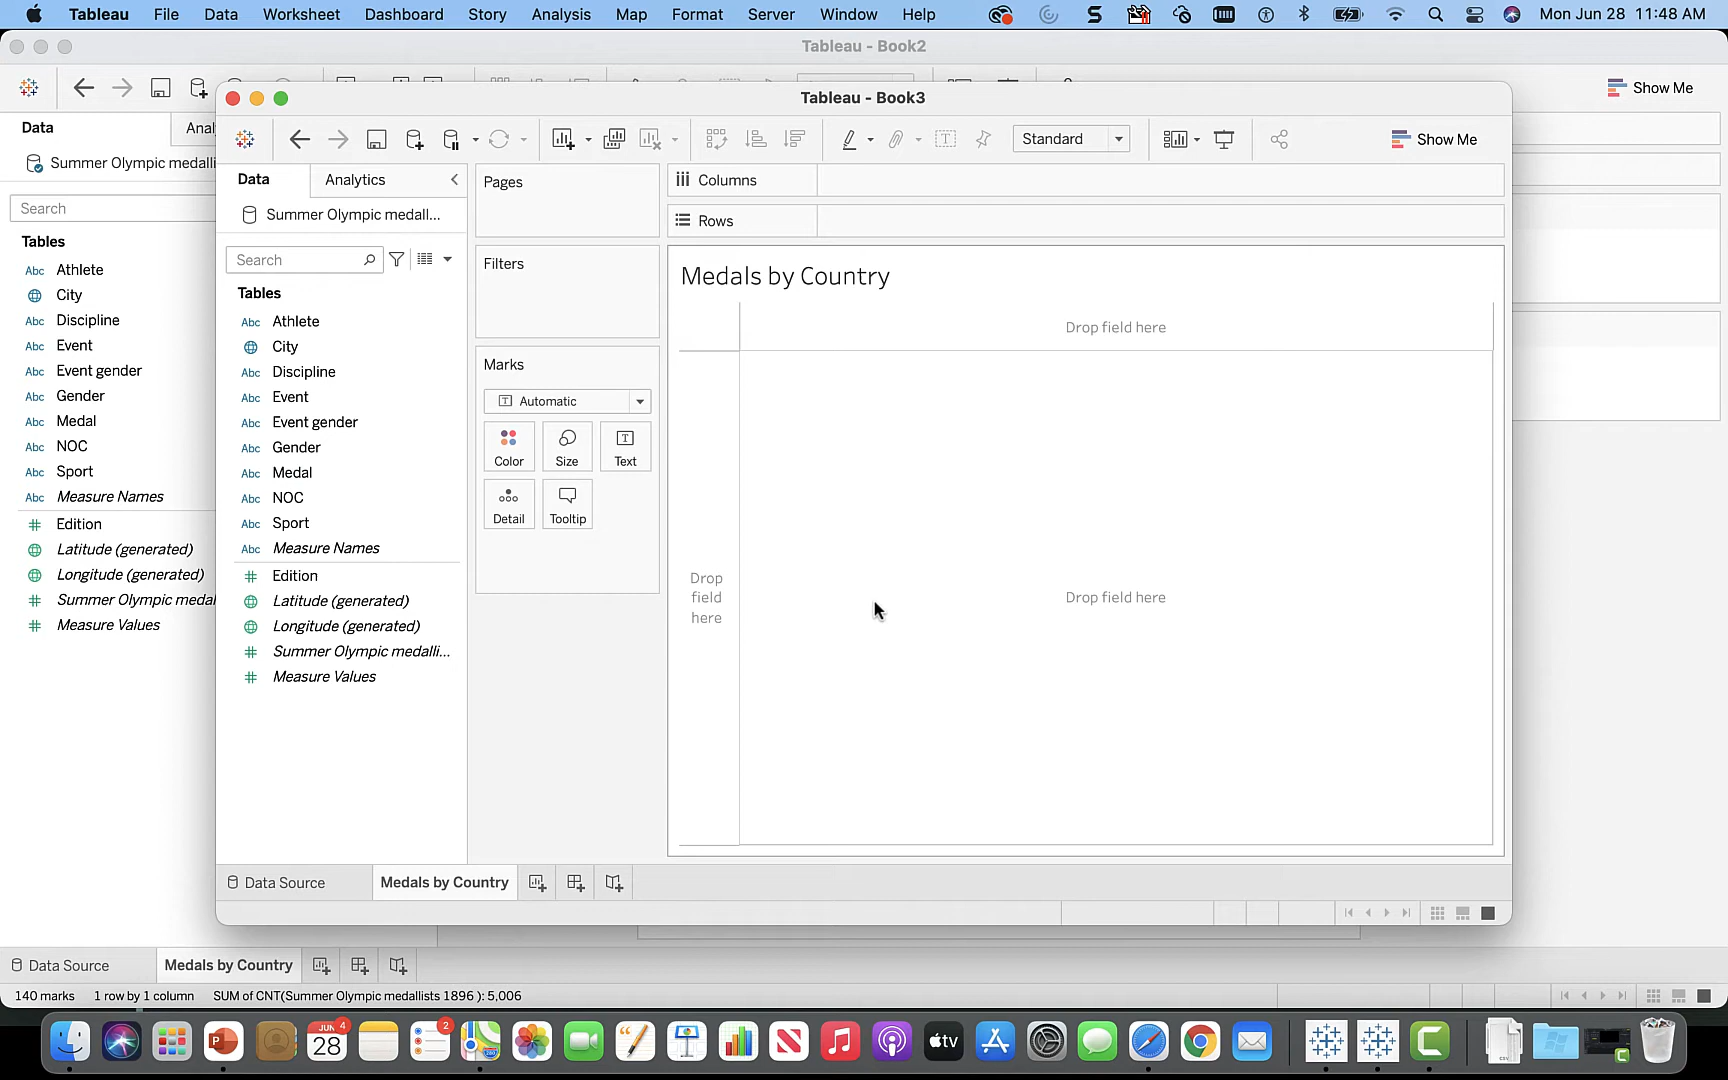 Tableau File Data Worksheet Dashboard Story Analysis Map Format Server Window Help Mon Jun 28 11:48 AM
Tableau - Book2
Show Me
Data
Summer Olympic medalli
Search
Tables
Abc Athlete
City
Abc Discipline
Abc Event
Abc Event gender
Abc Gender
Abc Medal
Abc NOC
Abc Sport
Abc Measure Names
Edition
Latitude (generated)
Longitude (generated)
Summer Olympic medal
Measure Values
Data Source Medals by Country
140 marks 1 row by 1 column SUM of CNT(Summer Olympic medallists 1896 ): 5,006
Tableau - Book3
Standard Show Me
Data Analytics
Summer Olympic medall...
Search
Tables
Abc Athlete
City
Abc Discipline
Abc Event
Abc Event gender
Abc Gender
Abc Medal
Abc NOC
Abc Sport
Abc Measure Names
Edition
Latitude (generated)
Longitude (generated)
Summer Olympic medalli...
Measure Values
Pages
Filters
Marks
Automatic
Color Size Text
Detail Tooltip
Columns
Rows
Medals by Country
Drop field here
Drop
field
here
Drop field here
Data Source Medals by Country
JUN 4
28
2
tv